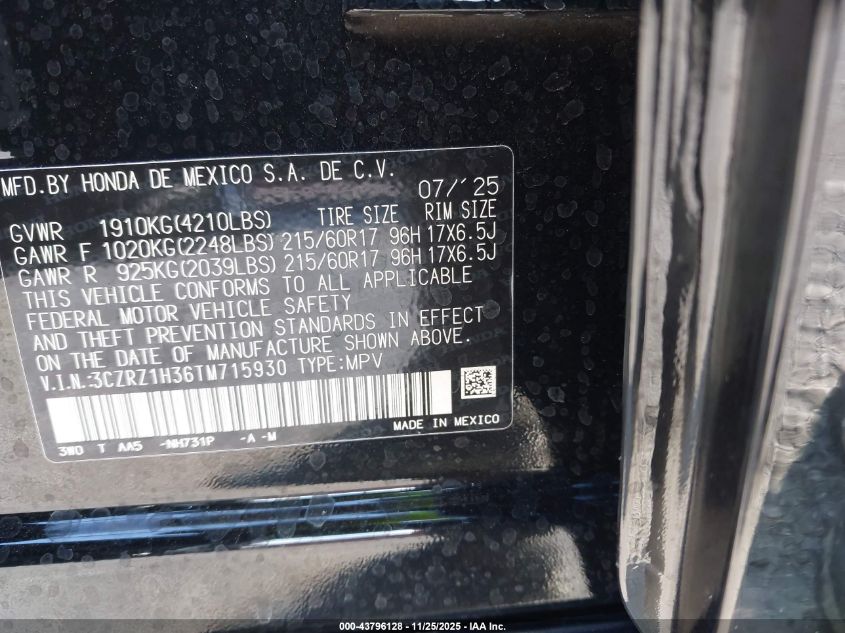 MFD.BY HONDA DE MEXICO S.A. DE C.V.
07/'25
GVWR 1910KG(4210LBS) TIRE SIZE RIM SIZE
GAWR F 1020KG(2248LBS) 215/60R17 96H 17X6.5J
GAWR R 925KG(2039LBS) 215/60R17 96H 17X6.5J
THIS VEHICLE CONFORMS TO ALL APPLICABLE
FEDERAL MOTOR VEHICLE SAFETY
AND THEFT PREVENTION STANDARDS IN EFFECT
ON THE DATE OF MANUFACTURE SHOWN ABOVE.
V.I.N.:3CZRZ1H36TM715930 TYPE:MPV
3W0 T AA5 -NH731P -A -M
MADE IN MEXICO
000-43796128 - 11/25/2025 - IAA Inc.